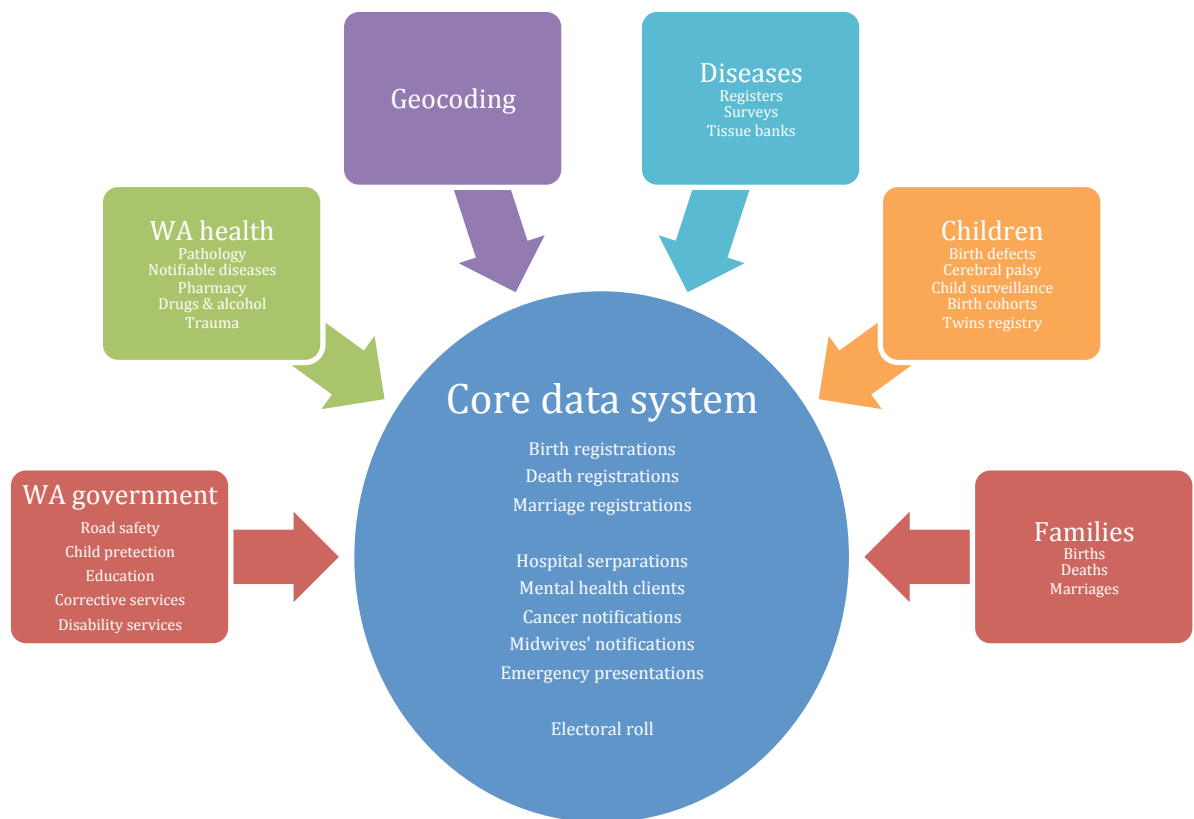 Geocoding
Diseases
Registers
Surveys
Tissue banks
WA health
Pathology
Notifiable diseases
Pharmacy
Drugs & alcohol
Trauma
Children
Birth defects
Cerebral palsy
Child surveillance
Birth cohorts
Twins registry
WA government
Road safety
Child pretection
Education
Corrective services
Disability services
Core data system
Birth registrations
Death registrations
Marriage registrations
Hospital serparations
Mental health clients
Cancer notifications
Midwives' notifications
Emergency presentations
Electoral roll
Families
Births
Deaths
Marriages